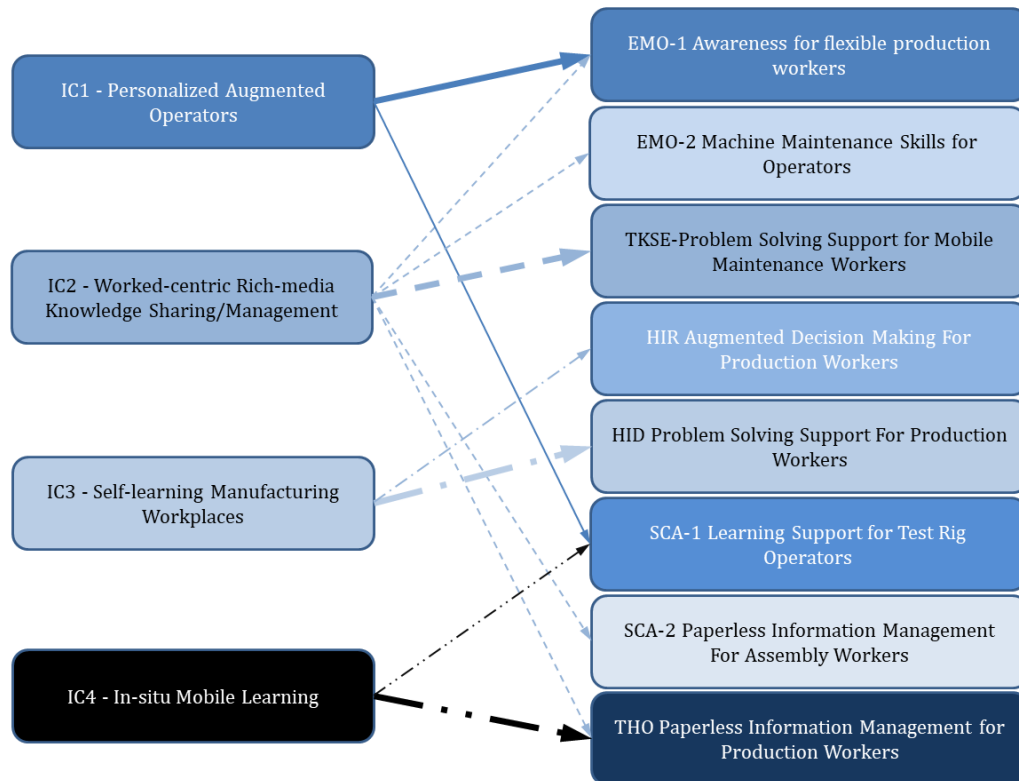 IC1 - Personalized Augmented
Operators
IC2 - Worked-centric Rich-media
Knowledge Sharing/Management
IC3 - Self-learning Manufacturing
Workplaces
IC4 - In-situ Mobile Learning
EMO-1 Awareness for flexible production
workers
EMO-2 Machine Maintenance Skills for
Operators
TKSE-Problem Solving Support for Mobile
Maintenance Workers
HIR Augmented Decision Making For
Production Workers
HID Problem Solving Support For Production
Workers
SCA-1 Learning Support for Test Rig
Operators
SCA-2 Paperless Information Management
For Assembly Workers
THO Paperless Information Management for
Production Workers